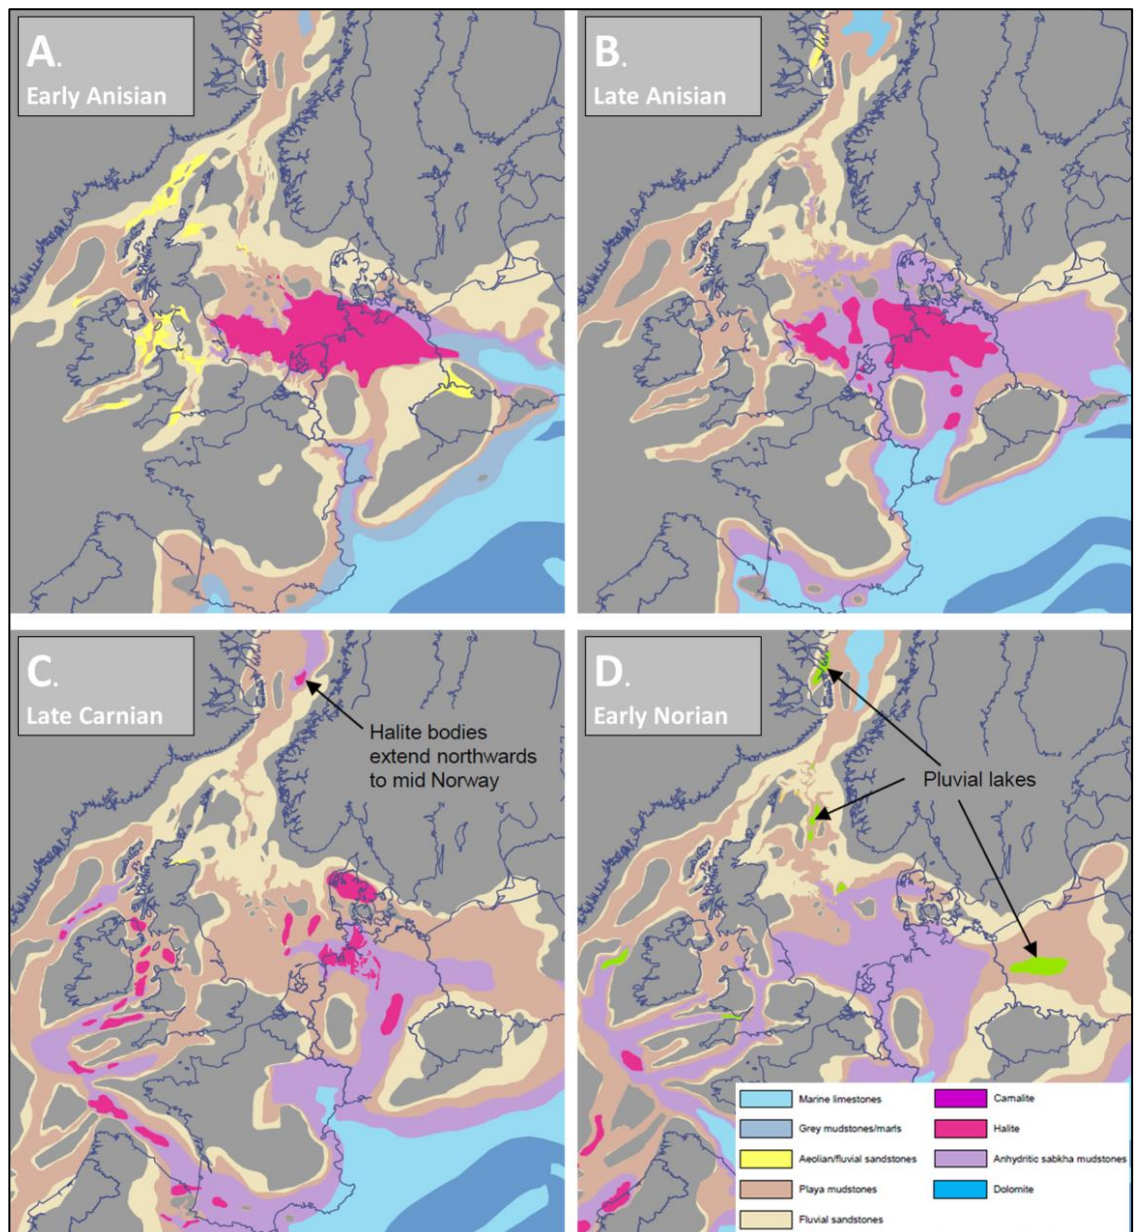 A.
Early Anisian
B.
Late Anisian
C.
Late Carnian
Halite bodies
extend northwards
to mid Norway
D.
Early Norian
Pluvial lakes
Marine limestones
Grey mudstones/marls
Aeolian/fluvial sandstones
Playa mudstones
Fluvial sandstones
Carnalite
Halite
Anhydritic sabkha mudstones
Dolomite